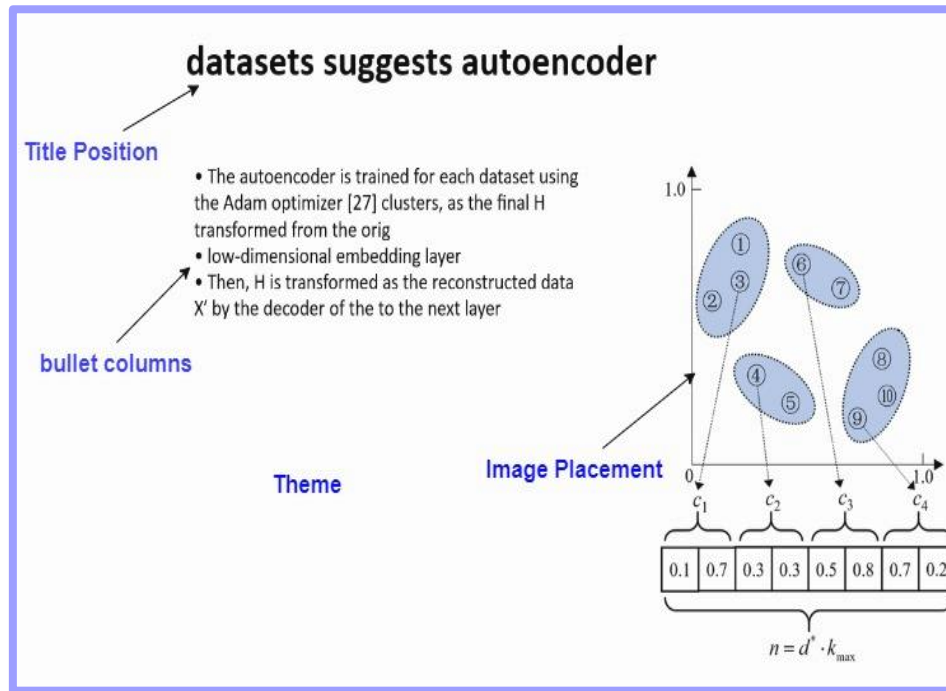 datasets suggests autoencoder
Title Position
• The autoencoder is trained for each dataset using
the Adam optimizer [27] clusters, as the final H
transformed from the orig
• low-dimensional embedding layer
• Then, H is transformed as the reconstructed data
X' by the decoder of the to the next layer
bullet columns
Theme
Image Placement
1.0
① ② ③ ⑥ ⑦
④ ⑤ ⑧ ⑩ ⑨
0 1.0
c₁ c₂ c₃ c₄
0.1 0.7 0.3 0.3 0.5 0.8 0.7 0.2
n = d* · kmax